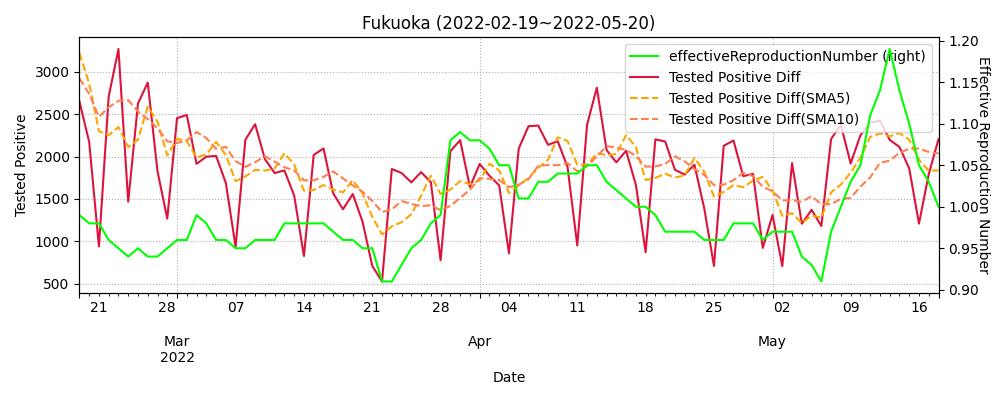 Fukuoka (2022-02-19~2022-05-20)
effectiveReproductionNumber (right)
Tested Positive Diff
Tested Positive Diff(SMA5)
Tested Positive Diff(SMA10)
Tested Positive
3000
2500
2000
1500
1000
500
1.20
1.15
1.10
1.05
1.00
0.95
0.90
Effective Reproduction Number
21 28 07 14 21 28 04 11 18 25 02 09 16
Mar Apr May
2022
Date